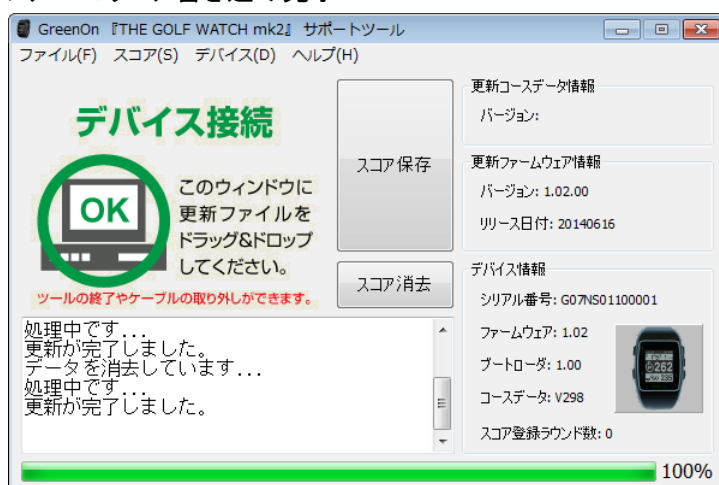 GreenOn 『THE GOLF WATCH mk2』 サポートツール
ファイル(F) スコア(S) デバイス(D) ヘルプ(H)
デバイス接続
OK
このウィンドウに
更新ファイルを
ドラッグ&ドロップ
してください。
ツールの終了やケーブルの取り外しができます。
スコア保存
スコア消去
更新コースデータ情報
バージョン:
更新ファームウェア情報
バージョン: 1.02.00
リリース日付: 20140616
デバイス情報
シリアル番号: G07NS01100001
ファームウェア: 1.02
ブートローダ: 1.00
コースデータ: V298
スコア登録ラウンド数: 0
262
処理中です...
更新が完了しました。
データを消去しています...
処理中です...
更新が完了しました。
100%